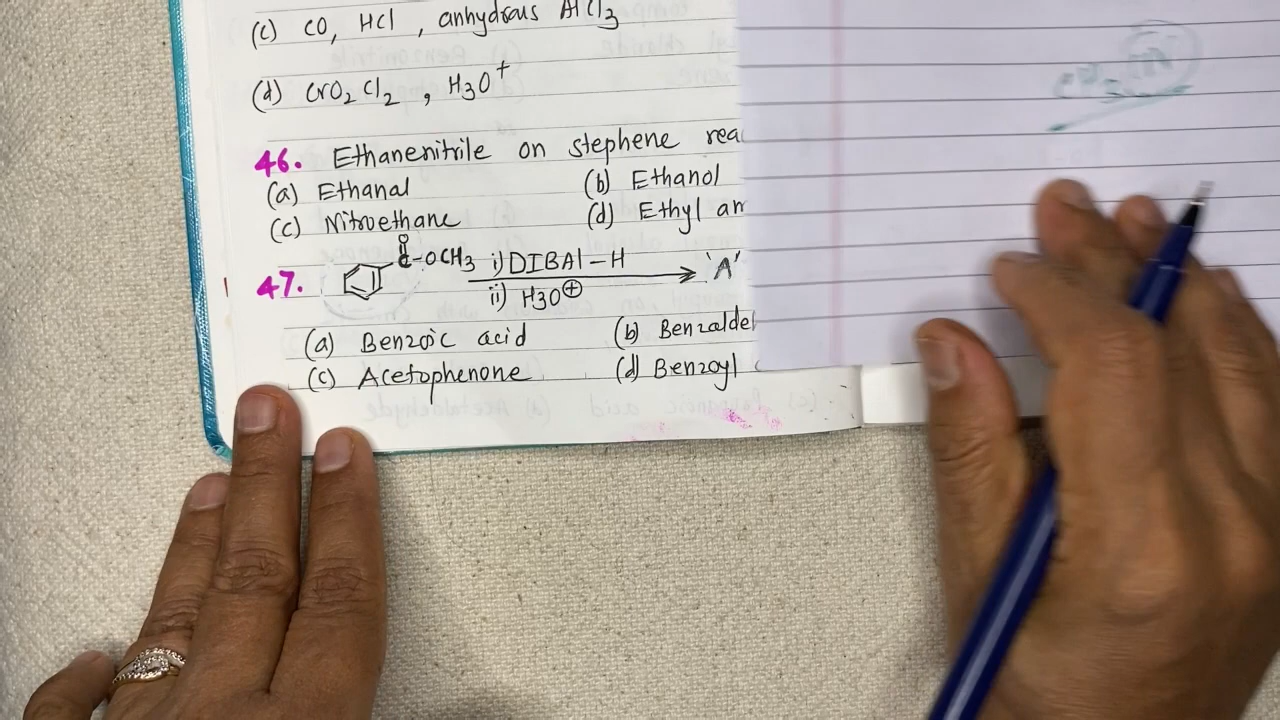 (c) CO, HCl, anhydrous AlCl3
(d) CrO2Cl2, H3O+
46. Ethanenitrile on stephene rea
(a) Ethanal (b) Ethanol
(c) Nitroethane (d) Ethyl am
O
47. C-OCH3 i) DIBAl-H 'A'
ii) H3O⊕
(a) Benzoic acid (b) Benzalde
(c) Acetophenone (d) Benzoyl